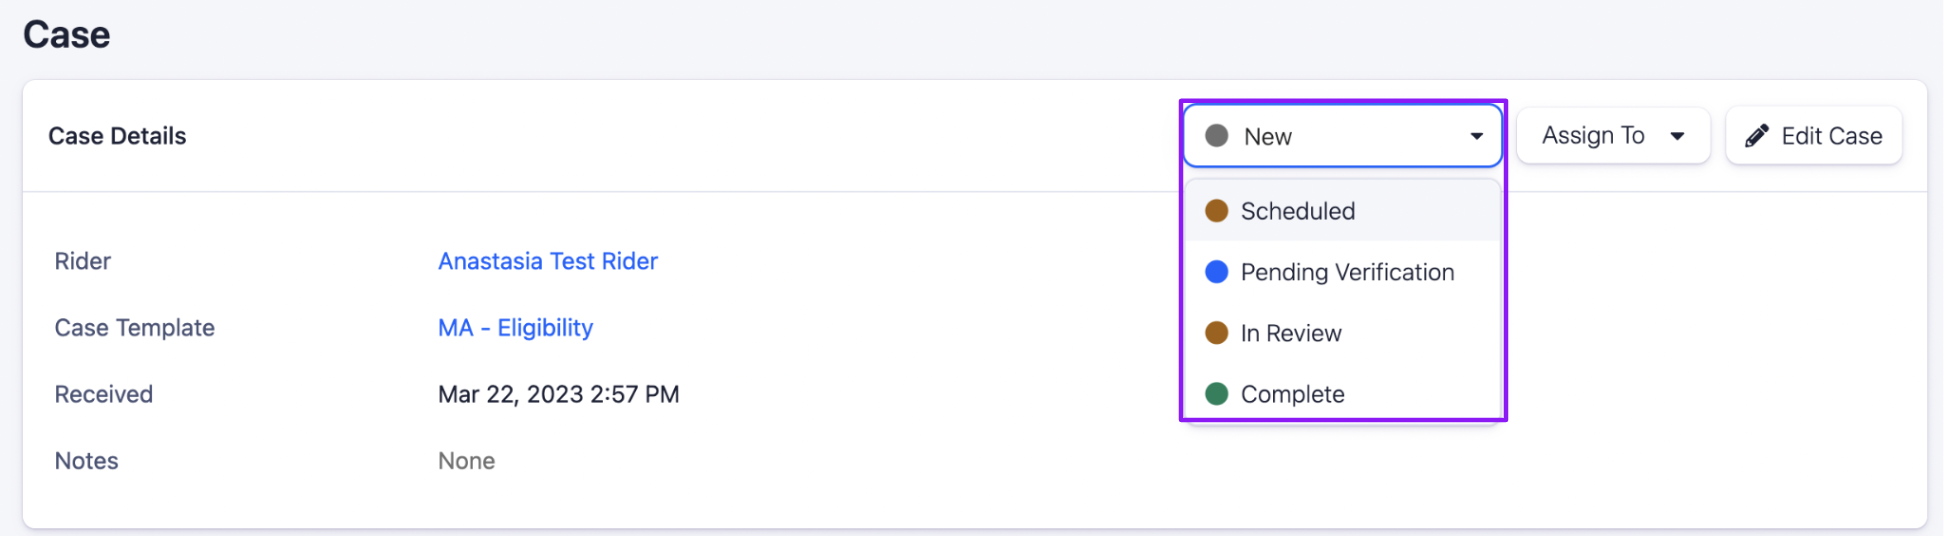 Case
Case Details
New
Assign To
Edit Case
Scheduled
Rider
Anastasia Test Rider
Pending Verification
Case Template
MA - Eligibility
In Review
Received
Mar 22, 2023 2:57 PM
Complete
Notes
None